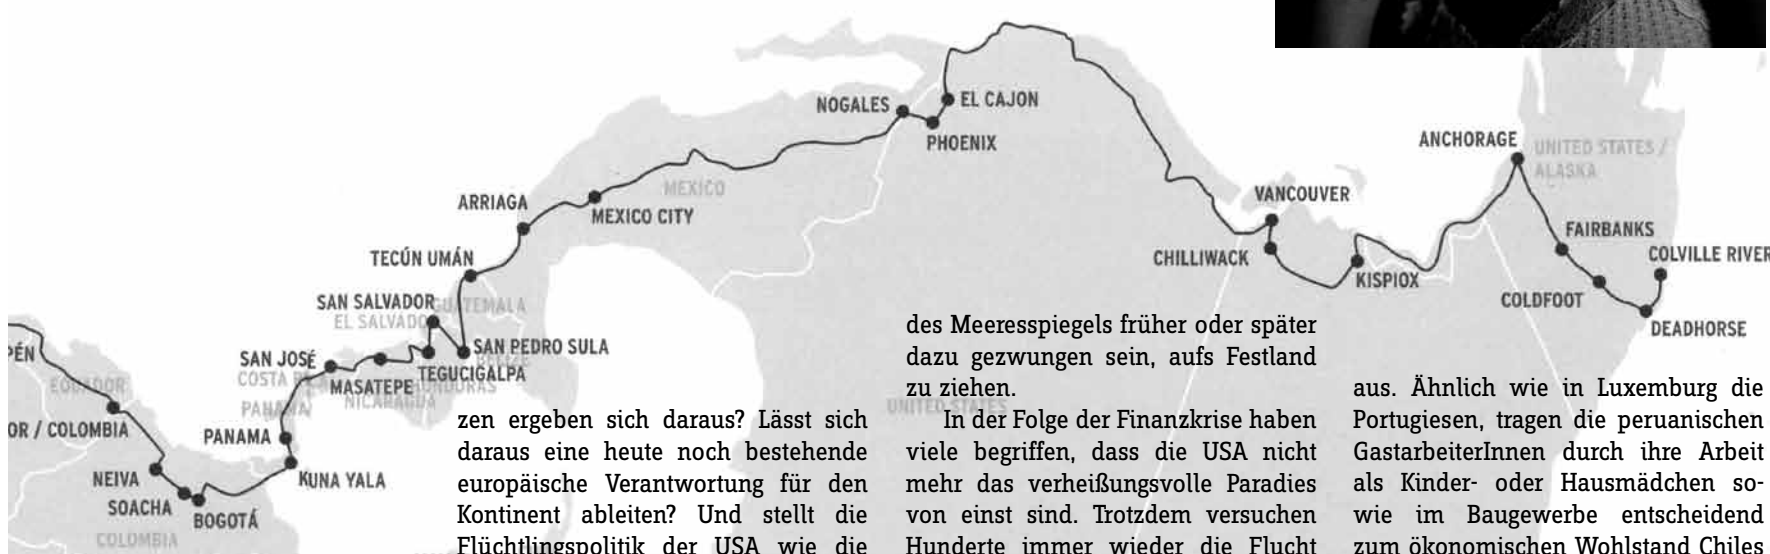 NOGALES
EL CAJON
PHOENIX
ANCHORAGE
UNITED STATES /
ALASKA
MEXICO
ARRIAGA
MEXICO CITY
VANCOUVER
TECÚN UMÁN
CHILLIWACK
KISPIOX
FAIRBANKS
COLVILLE RIVER
COLDFOOT
DEADHORSE
SAN SALVADOR
GUATEMALA
EL SALVADOR
SAN PEDRO SULA
SAN JOSÉ
TEGUCIGALPA
MASATEPE
NICARAGUA
PANAMA
PANAMA
ECUADOR
OR / COLOMBIA
NEIVA
KUNA YALA
SOACHA
BOGOTÁ
COLOMBIA
UNITED STATES
zen ergeben sich daraus? Lässt sich
daraus eine heute noch bestehende
europäische Verantwortung für den
Kontinent ableiten? Und stellt die
Flüchtlingspolitik der USA wie die
des Meeresspiegels früher oder später
dazu gezwungen sein, aufs Festland
zu ziehen.
In der Folge der Finanzkrise haben
viele begriffen, dass die USA nicht
mehr das verheißungsvolle Paradies
von einst sind. Trotzdem versuchen
Hunderte immer wieder die Flucht
aus. Ähnlich wie in Luxemburg die
Portugiesen, tragen die peruanischen
GastarbeiterInnen durch ihre Arbeit
als Kinder- oder Hausmädchen so-
wie im Baugewerbe entscheidend
zum ökonomischen Wohlstand Chiles